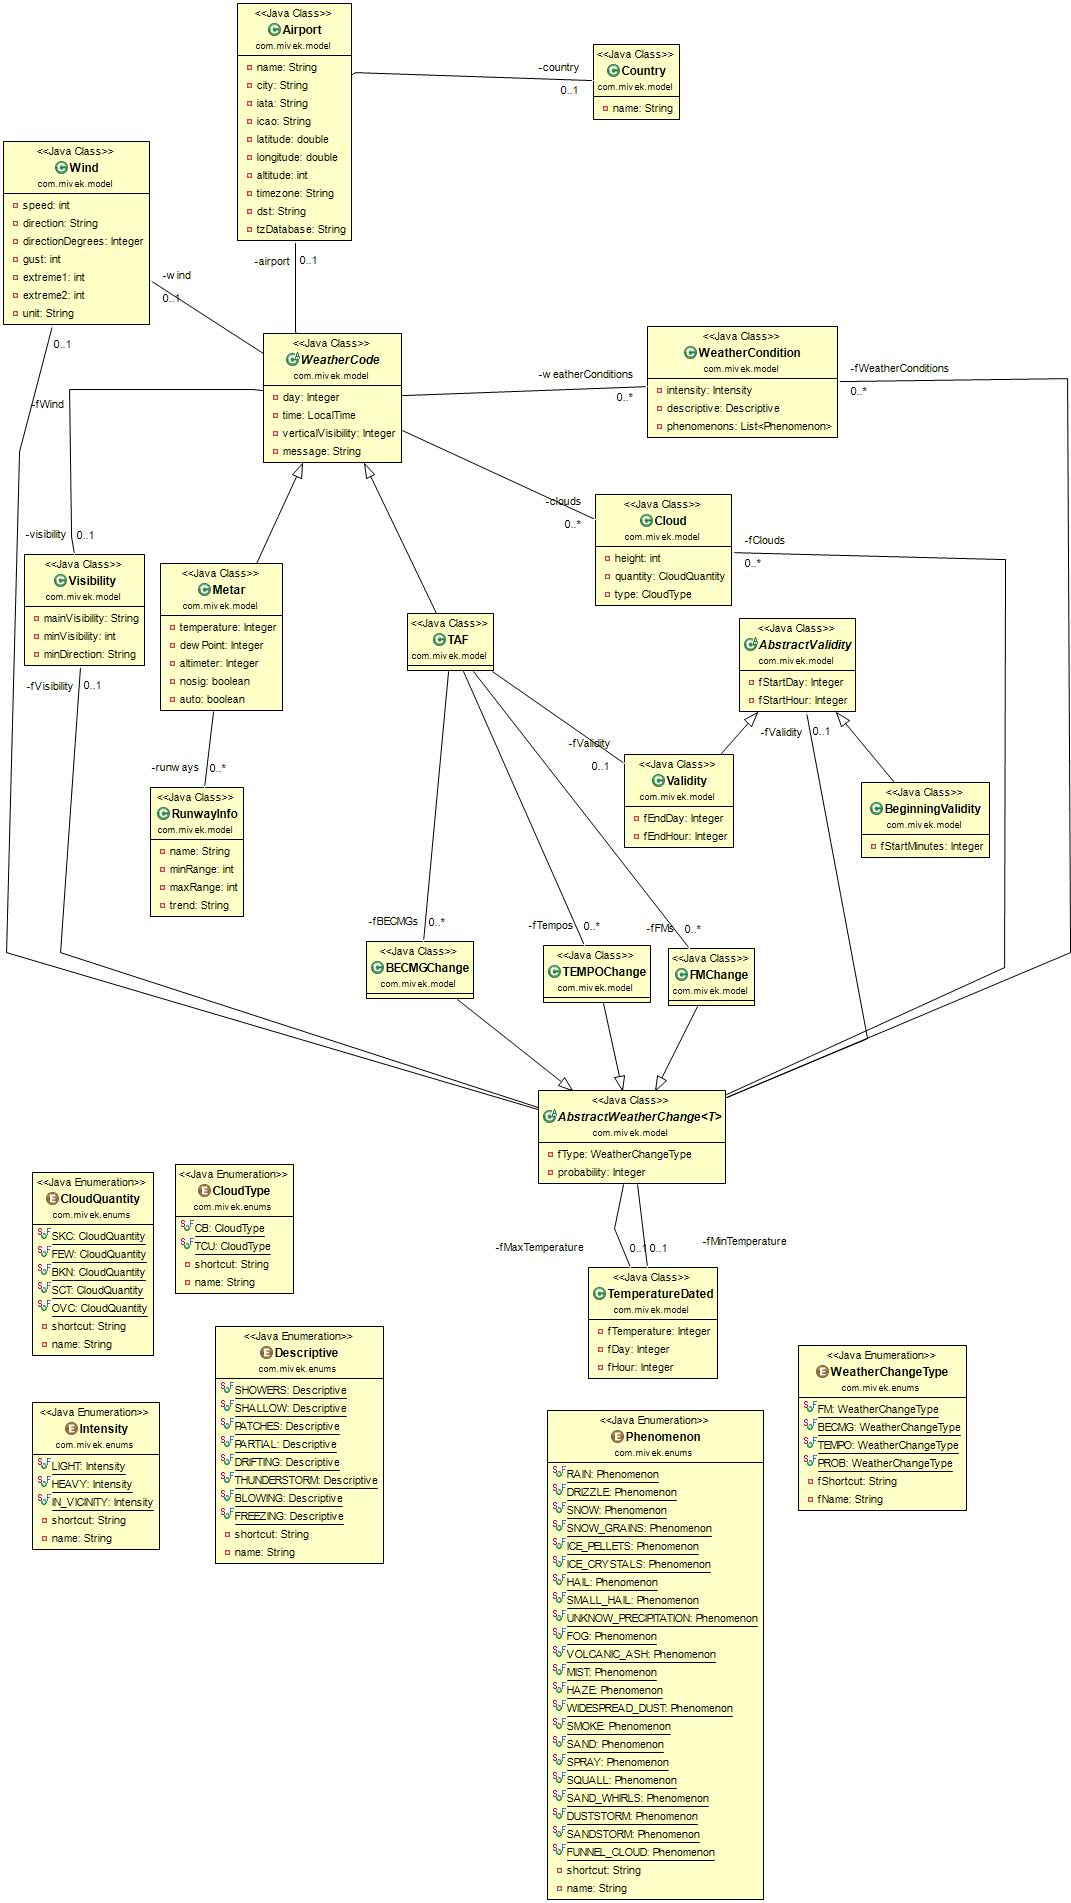 <<Java Class>>
Airport
com.mivek.model
name: String
city: String
iata: String
icao: String
latitude: double
longitude: double
altitude: int
timezone: String
dst: String
tzDatabase: String
-country
0..1
<<Java Class>>
Country
com.mivek.model
name: String
<<Java Class>>
Wind
com.mivek.model
speed: int
direction: String
directionDegrees: Integer
gust: int
extreme1: int
extreme2: int
unit: String
-airport
0..1
-wind
0..1
0..1
-fWind
<<Java Class>>
WeatherCode
com.mivek.model
day: Integer
time: LocalTime
verticalVisibility: Integer
message: String
-weatherConditions
0..*
<<Java Class>>
WeatherCondition
com.mivek.model
intensity: Intensity
descriptive: Descriptive
phenomenons: List<Phenomenon>
-fWeatherConditions
0..*
-clouds
0..*
<<Java Class>>
Cloud
com.mivek.model
height: int
quantity: CloudQuantity
type: CloudType
-fClouds
0..*
-visibility
0..1
<<Java Class>>
Visibility
com.mivek.model
mainVisibility: String
minVisibility: int
minDirection: String
-fVisibility
0..1
<<Java Class>>
Metar
com.mivek.model
temperature: Integer
dewPoint: Integer
altimeter: Integer
nosig: boolean
auto: boolean
<<Java Class>>
TAF
com.mivek.model
<<Java Class>>
AbstractValidity
com.mivek.model
fStartDay: Integer
fStartHour: Integer
-fValidity
0..1
-fValidity
0..1
<<Java Class>>
Validity
com.mivek.model
fEndDay: Integer
fEndHour: Integer
<<Java Class>>
BeginningValidity
com.mivek.model
fStartMinutes: Integer
-runways
0..*
<<Java Class>>
RunwayInfo
com.mivek.model
name: String
minRange: int
maxRange: int
trend: String
-fBECMGs
0..*
-fTempos
0..*
-fFMs
0..*
<<Java Class>>
BECMGChange
com.mivek.model
<<Java Class>>
TEMPOChange
com.mivek.model
<<Java Class>>
FMChange
com.mivek.model
<<Java Class>>
AbstractWeatherChange<T>
com.mivek.model
fType: WeatherChangeType
probability: Integer
-fMaxTemperature
0..1
0..1
-fMinTemperature
<<Java Class>>
TemperatureDated
com.mivek.model
fTemperature: Integer
fDay: Integer
fHour: Integer
<<Java Enumeration>>
CloudQuantity
com.mivek.enums
SKC: CloudQuantity
FEW: CloudQuantity
BKN: CloudQuantity
SCT: CloudQuantity
OVC: CloudQuantity
shortcut: String
name: String
<<Java Enumeration>>
CloudType
com.mivek.enums
CB: CloudType
TCU: CloudType
shortcut: String
name: String
<<Java Enumeration>>
Descriptive
com.mivek.enums
SHOWERS: Descriptive
SHALLOW: Descriptive
PATCHES: Descriptive
PARTIAL: Descriptive
DRIFTING: Descriptive
THUNDERSTORM: Descriptive
BLOWING: Descriptive
FREEZING: Descriptive
shortcut: String
name: String
<<Java Enumeration>>
Intensity
com.mivek.enums
LIGHT: Intensity
HEAVY: Intensity
IN_VICINITY: Intensity
shortcut: String
name: String
<<Java Enumeration>>
WeatherChangeType
com.mivek.enums
FM: WeatherChangeType
BECMG: WeatherChangeType
TEMPO: WeatherChangeType
PROB: WeatherChangeType
fShortcut: String
fName: String
<<Java Enumeration>>
Phenomenon
com.mivek.enums
RAIN: Phenomenon
DRIZZLE: Phenomenon
SNOW: Phenomenon
SNOW_GRAINS: Phenomenon
ICE_PELLETS: Phenomenon
ICE_CRYSTALS: Phenomenon
HAIL: Phenomenon
SMALL_HAIL: Phenomenon
UNKNOW_PRECIPITATION: Phenomenon
FOG: Phenomenon
VOLCANIC_ASH: Phenomenon
MIST: Phenomenon
HAZE: Phenomenon
WIDESPREAD_DUST: Phenomenon
SMOKE: Phenomenon
SAND: Phenomenon
SPRAY: Phenomenon
SQUALL: Phenomenon
SAND_WHIRLS: Phenomenon
DUSTSTORM: Phenomenon
SANDSTORM: Phenomenon
FUNNEL_CLOUD: Phenomenon
shortcut: String
name: String